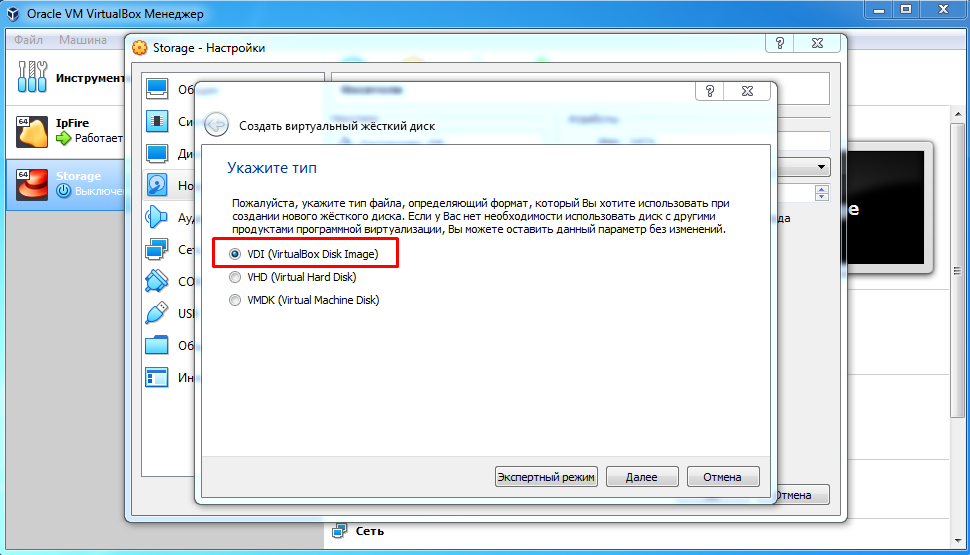 Oracle VM VirtualBox Менеджер
Файл Машина
Storage - Настройки
Инструмент
64
IpFire
Работает
64
Storage
Выключе
Об
Си
Ди
Но
Ау
Се
CO
USI
Об
Ин
Создать виртуальный жёсткий диск
Укажите тип
Пожалуйста, укажите тип файла, определяющий формат, который Вы хотите использовать при
создании нового жёсткого диска. Если у Вас нет необходимости использовать диск с другими
продуктами программной виртуализации, Вы можете оставить данный параметр без изменений.
VDI (VirtualBox Disk Image)
VHD (Virtual Hard Disk)
VMDK (Virtual Machine Disk)
Экспертный режим Далее Отмена
да
e
Отмена
Сеть